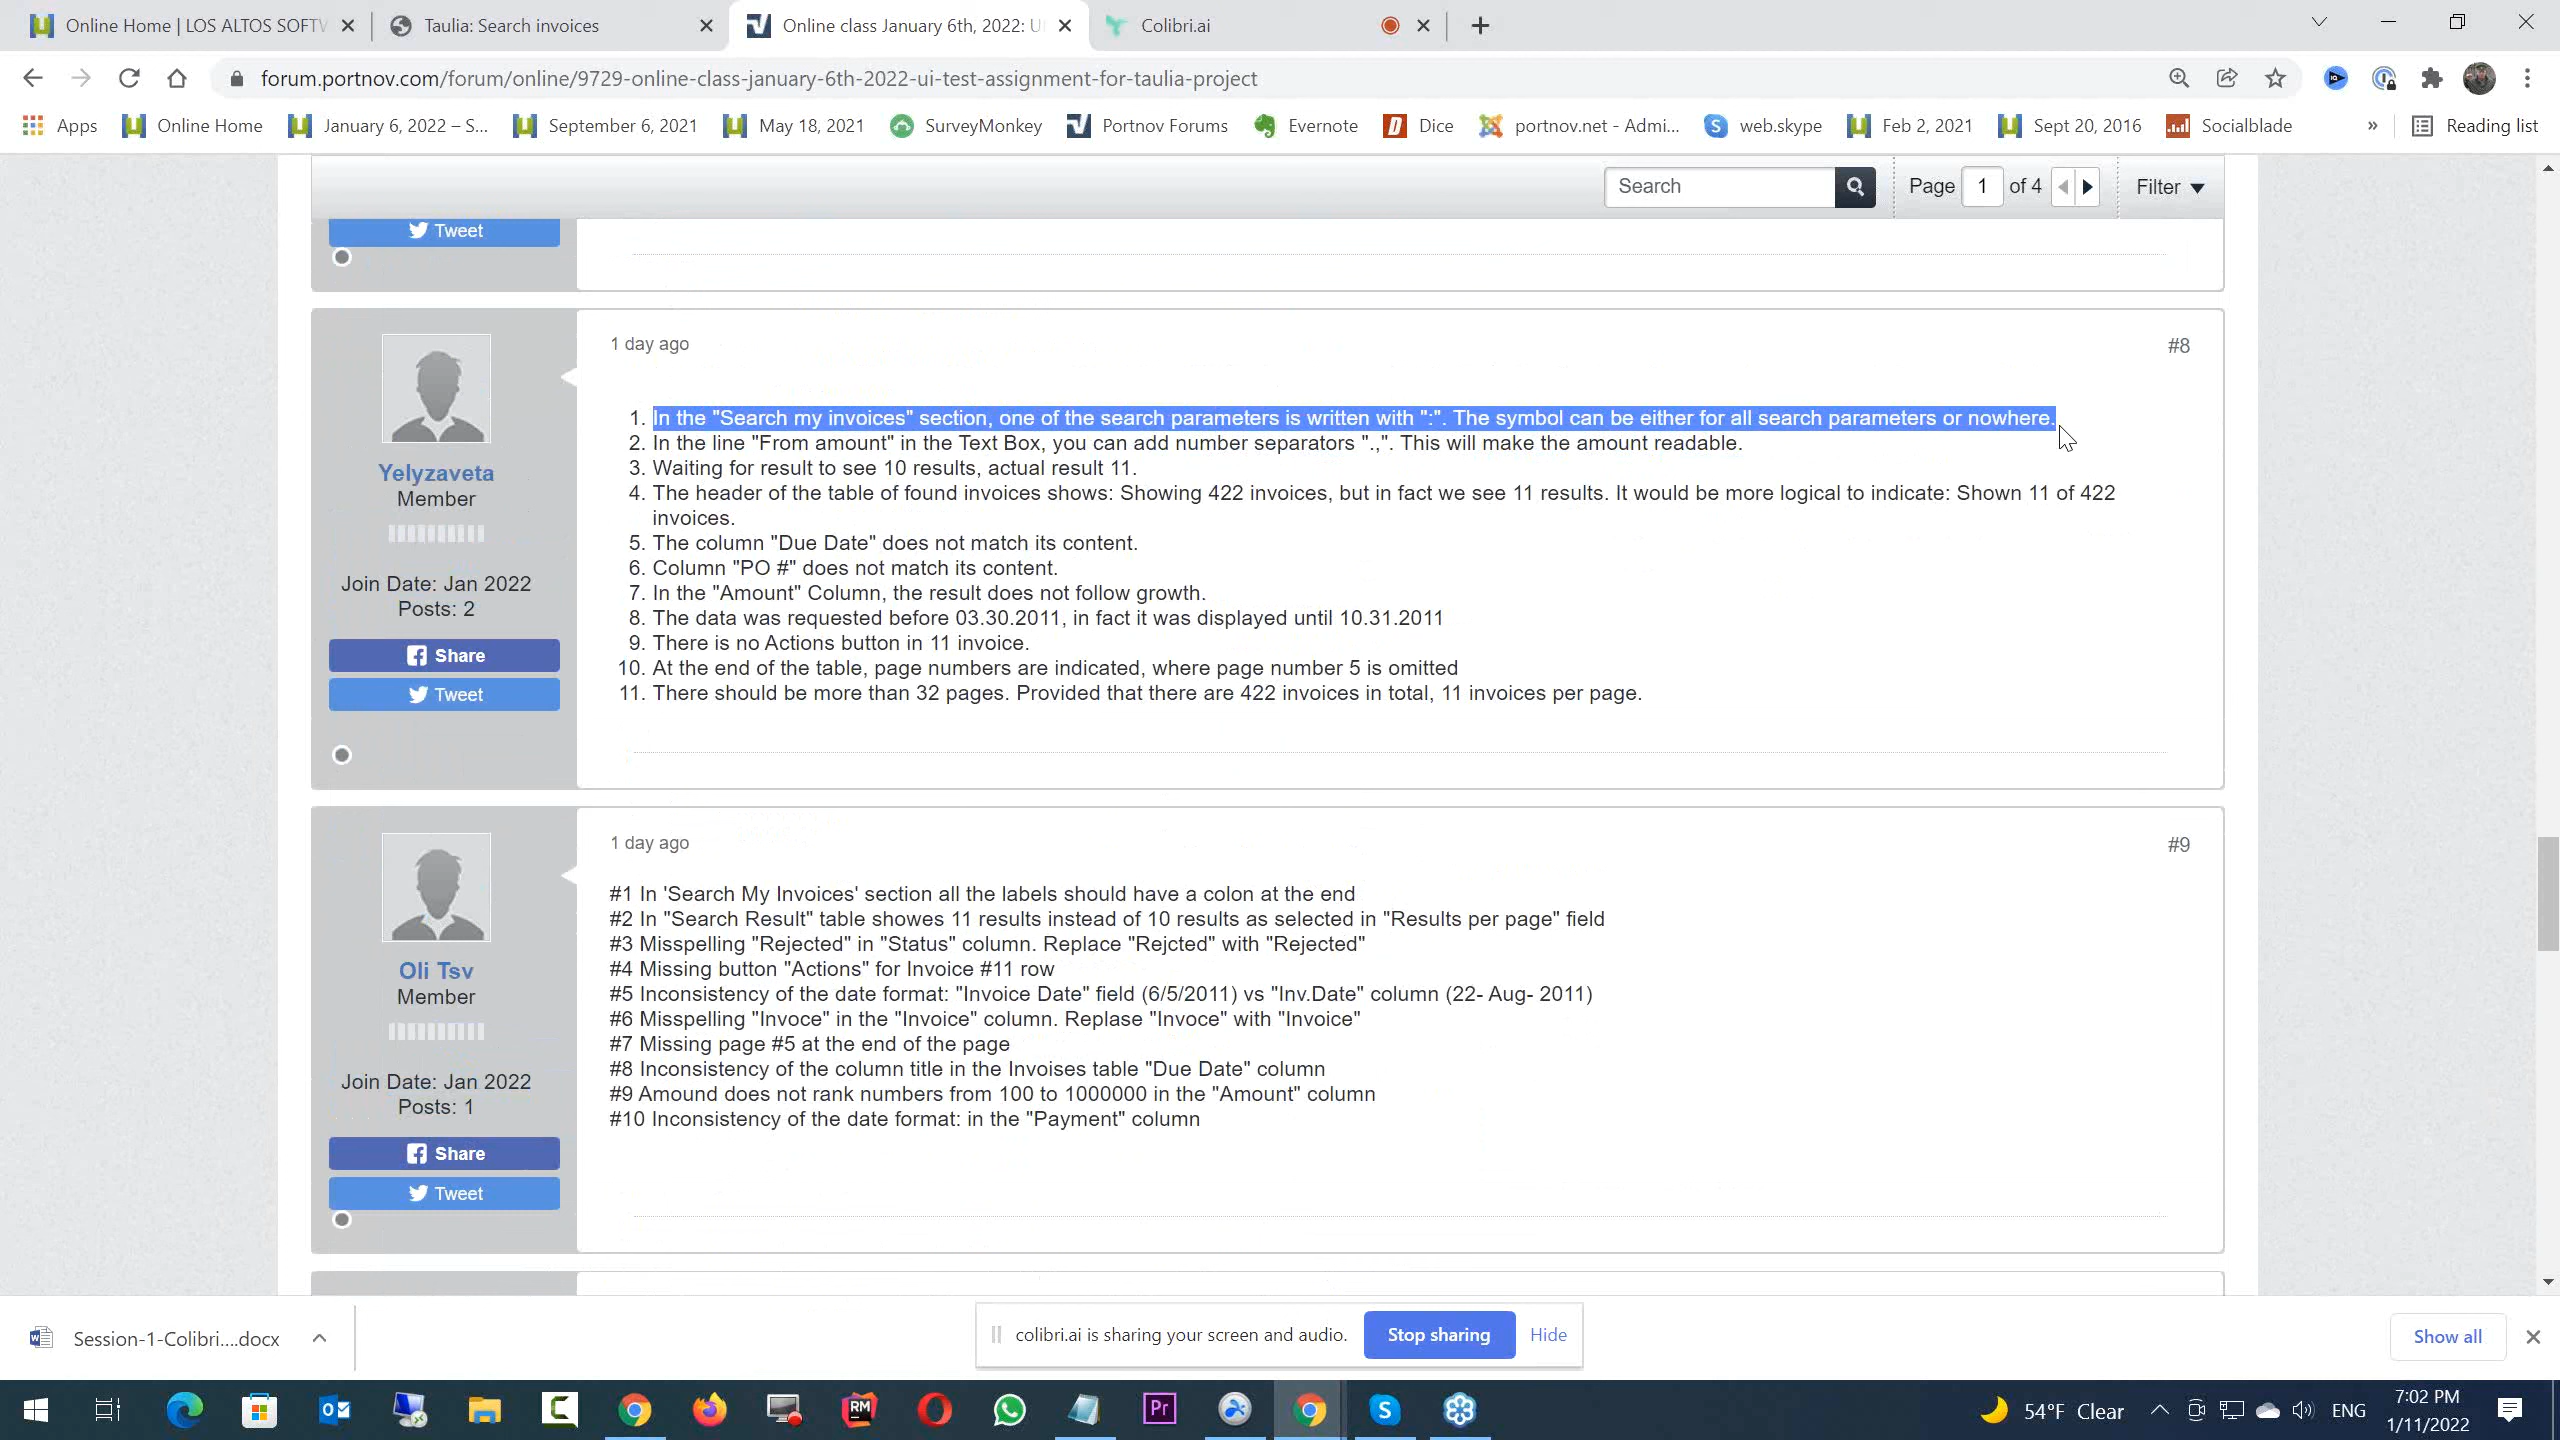 Online Home | LOS ALTOS SOFTW
Taulia: Search invoices
Online class January 6th, 2022: U
Colibri.ai
forum.portnov.com/forum/online/9729-online-class-january-6th-2022-ui-test-assignment-for-taulia-project
Apps
Online Home
January 6, 2022 – S...
September 6, 2021
May 18, 2021
SurveyMonkey
Portnov Forums
Evernote
Dice
portnov.net - Admi...
web.skype
Feb 2, 2021
Sept 20, 2016
Socialblade
»
Reading list
Search
Page 1 of 4
Filter
Tweet
1 day ago
#8
Yelyzaveta
Member
Join Date: Jan 2022
Posts: 2
Share
Tweet
1. In the "Search my invoices" section, one of the search parameters is written with ":". The symbol can be either for all search parameters or nowhere.
2. In the line "From amount" in the Text Box, you can add number separators ".,". This will make the amount readable.
3. Waiting for result to see 10 results, actual result 11.
4. The header of the table of found invoices shows: Showing 422 invoices, but in fact we see 11 results. It would be more logical to indicate: Shown 11 of 422
invoices.
5. The column "Due Date" does not match its content.
6. Column "PO #" does not match its content.
7. In the "Amount" Column, the result does not follow growth.
8. The data was requested before 03.30.2011, in fact it was displayed until 10.31.2011
9. There is no Actions button in 11 invoice.
10. At the end of the table, page numbers are indicated, where page number 5 is omitted
11. There should be more than 32 pages. Provided that there are 422 invoices in total, 11 invoices per page.
1 day ago
#9
Oli Tsv
Member
Join Date: Jan 2022
Posts: 1
Share
Tweet
#1 In 'Search My Invoices' section all the labels should have a colon at the end
#2 In "Search Result" table showes 11 results instead of 10 results as selected in "Results per page" field
#3 Misspelling "Rejected" in "Status" column. Replace "Rejcted" with "Rejected"
#4 Missing button "Actions" for Invoice #11 row
#5 Inconsistency of the date format: "Invoice Date" field (6/5/2011) vs "Inv.Date" column (22- Aug- 2011)
#6 Misspelling "Invoce" in the "Invoice" column. Replase "Invoce" with "Invoice"
#7 Missing page #5 at the end of the page
#8 Inconsistency of the column title in the Invoises table "Due Date" column
#9 Amound does not rank numbers from 100 to 1000000 in the "Amount" column
#10 Inconsistency of the date format: in the "Payment" column
Session-1-Colibri....docx
colibri.ai is sharing your screen and audio.
Stop sharing
Hide
Show all
54°F Clear
ENG
7:02 PM
1/11/2022